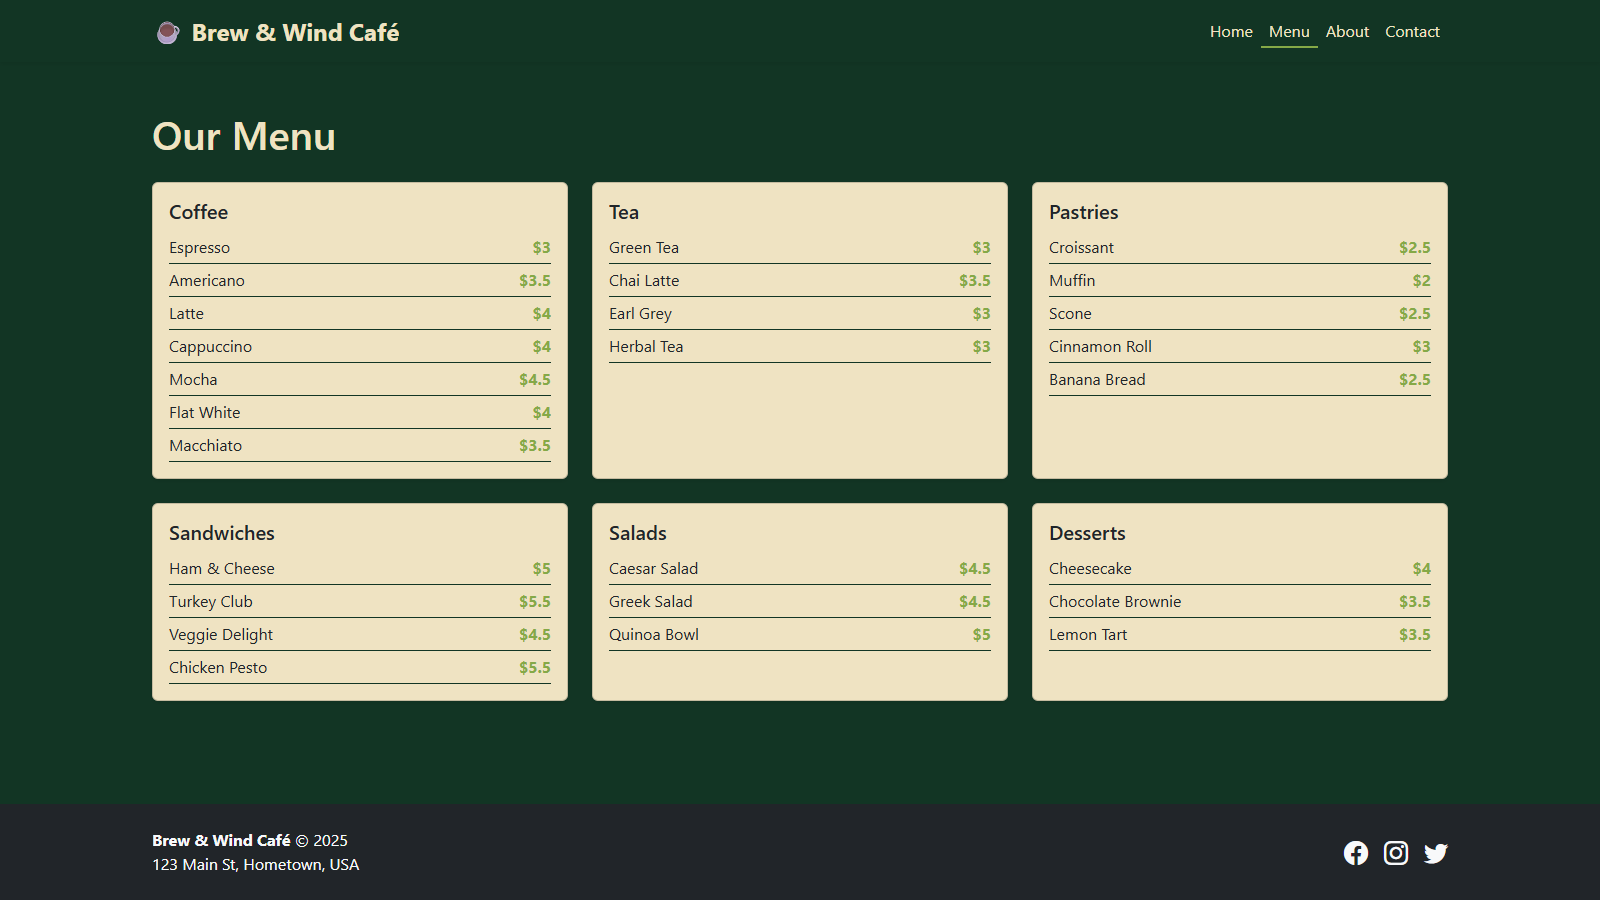 Brew & Wind Café
Home Menu About Contact
Our Menu
Coffee
Espresso $3
Americano $3.5
Latte $4
Cappuccino $4
Mocha $4.5
Flat White $4
Macchiato $3.5
Tea
Green Tea $3
Chai Latte $3.5
Earl Grey $3
Herbal Tea $3
Pastries
Croissant $2.5
Muffin $2
Scone $2.5
Cinnamon Roll $3
Banana Bread $2.5
Sandwiches
Ham & Cheese $5
Turkey Club $5.5
Veggie Delight $4.5
Chicken Pesto $5.5
Salads
Caesar Salad $4.5
Greek Salad $4.5
Quinoa Bowl $5
Desserts
Cheesecake $4
Chocolate Brownie $3.5
Lemon Tart $3.5
Brew & Wind Café © 2025
123 Main St, Hometown, USA